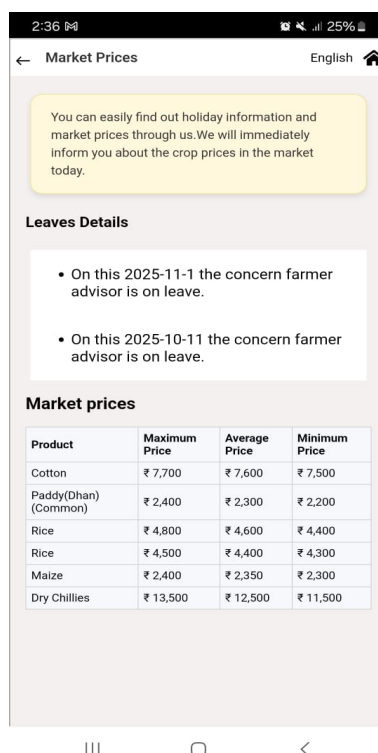 2:36
25%
← Market Prices English
You can easily find out holiday information and
market prices through us.We will immediately
inform you about the crop prices in the market
today.
Leaves Details
• On this 2025-11-1 the concern farmer
advisor is on leave.
• On this 2025-10-11 the concern farmer
advisor is on leave.
Market prices
Product Maximum Price Average Price Minimum Price
Cotton ₹ 7,700 ₹ 7,600 ₹ 7,500
Paddy(Dhan)(Common) ₹ 2,400 ₹ 2,300 ₹ 2,200
Rice ₹ 4,800 ₹ 4,600 ₹ 4,400
Rice ₹ 4,500 ₹ 4,400 ₹ 4,300
Maize ₹ 2,400 ₹ 2,350 ₹ 2,300
Dry Chillies ₹ 13,500 ₹ 12,500 ₹ 11,500